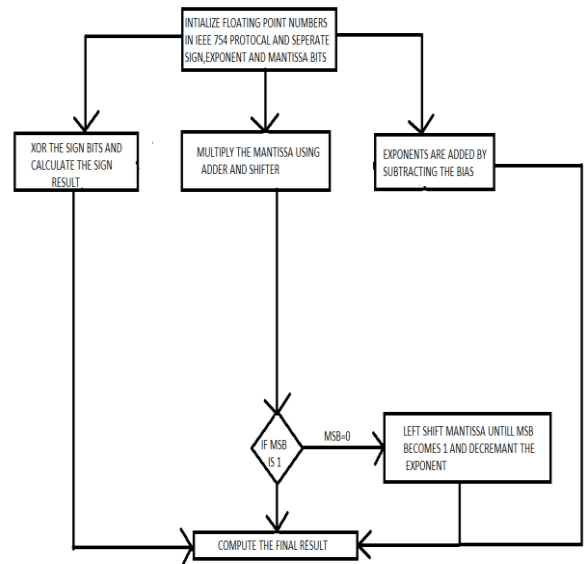 INTIALIZE FLOATING POINT NUMBERS
IN IEEE 754 PROTOCAL AND SEPERATE
SIGN,EXPONENT AND MANTISSA BITS
XOR THE SIGN BITS AND
CALCULATE THE SIGN
RESULT
MULTIPLY THE MANTISSA USING
ADDER AND SHIFTER
EXPONENTS ARE ADDED BY
SUBTRACTING THE BIAS
IF MSB
IS 1
MSB=0
LEFT SHIFT MANTISSA UNTILL MSB
BECOMES 1 AND DECREMANT THE
EXPONENT
COMPUTE THE FINAL RESULT